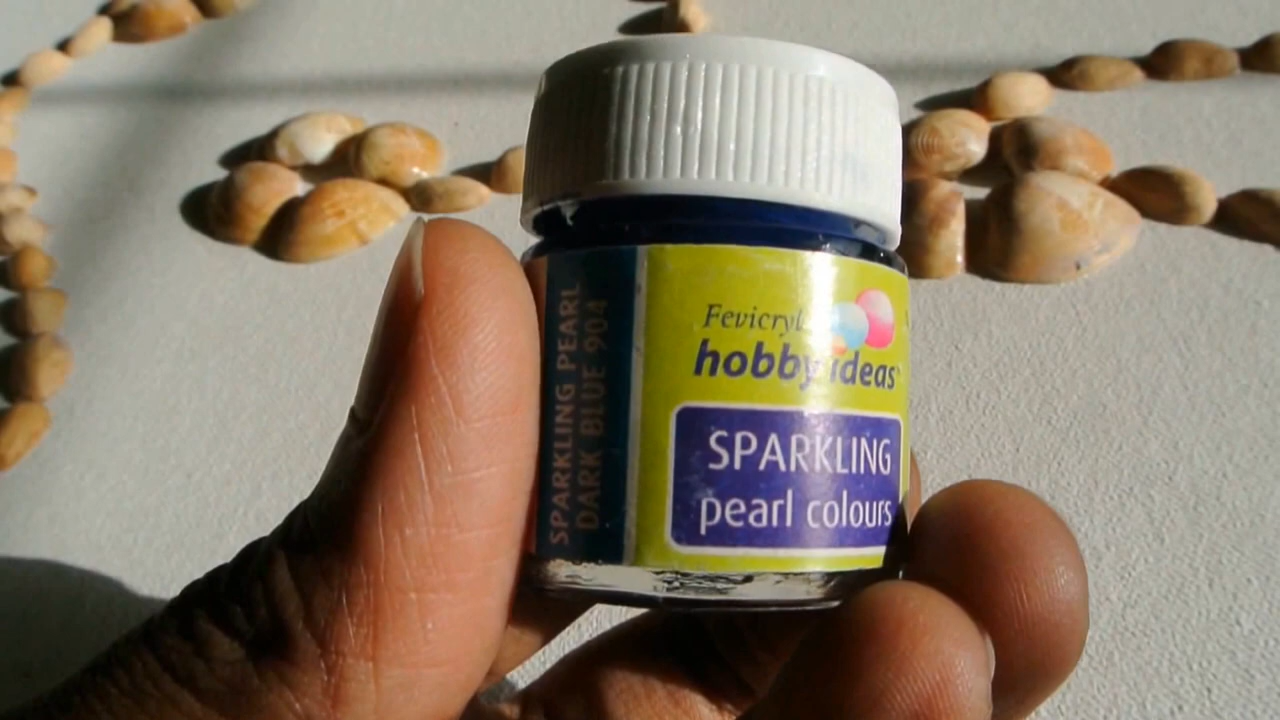 SPARKLING PEARL
DARK BLUE 904
Fevicryl
hobby ideas
SPARKLING
pearl colours